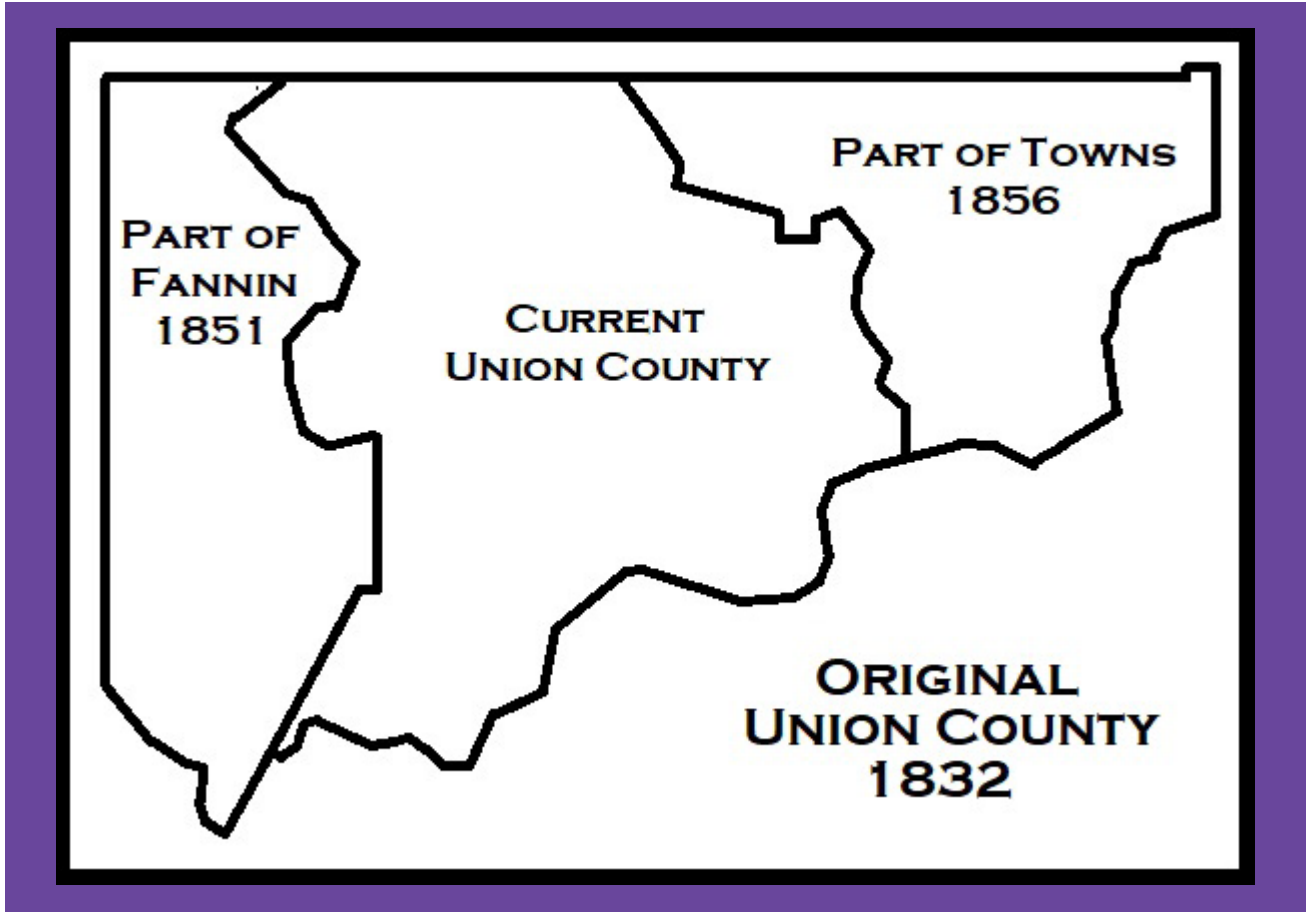 Part of Towns
1856
Part of
Fannin
1851
Current
Union County
Original
Union County
1832